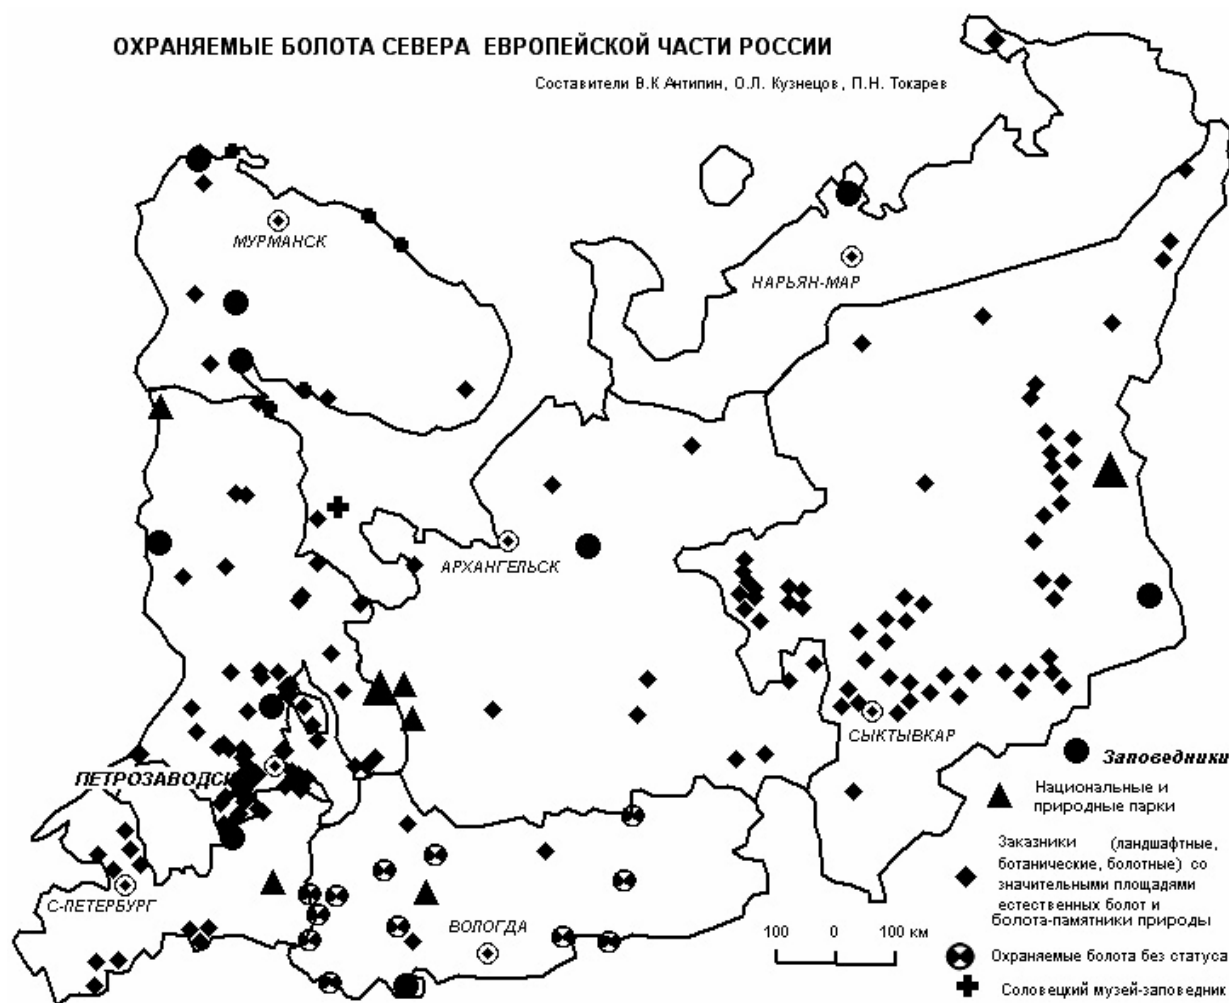 ОХРАНЯЕМЫЕ БОЛОТА СЕВЕРА ЕВРОПЕЙСКОЙ ЧАСТИ РОССИИ
Составители В.К Антипин, О.Л. Кузнецов, П.Н. Токарев
МУРМАНСК
НАРЬЯН-МАР
АРХАНГЕЛЬСК
СЫКТЫВКАР
ПЕТРОЗАВОДСК
С-ПЕТЕРБУРГ
ВОЛОГДА
Заповедники
Национальные и
природные парки
Заказники (ландшафтные,
ботанические, болотные) со
значительными площадями
естественных болот и
болота-памятники природы
100 0 100 км
Охраняемые болота без статуса
Соловецкий музей-заповедник